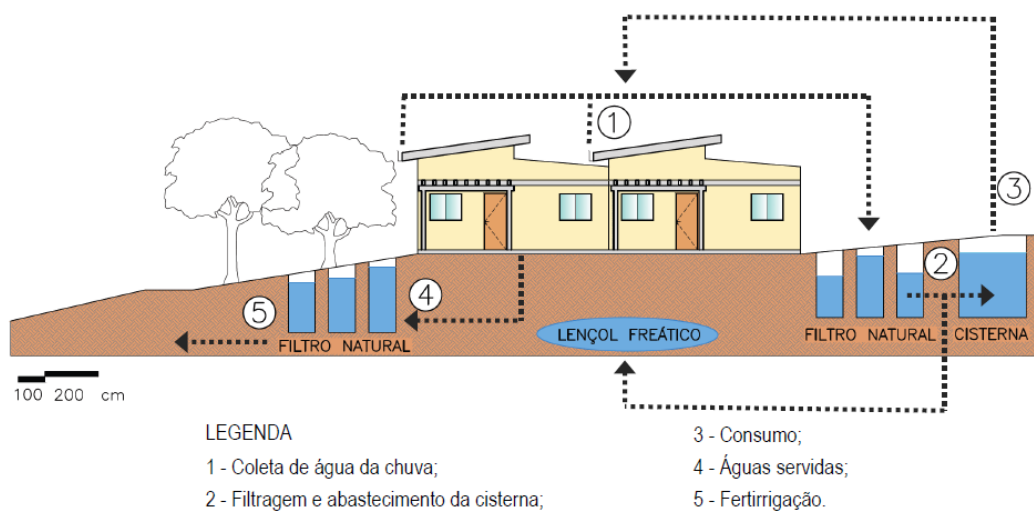 1
3
2
4
5
LENÇOL FREÁTICO
FILTRO NATURAL
CISTERNA
FILTRO NATURAL
100 200 cm
LEGENDA
1 - Coleta de água da chuva;
2 - Filtragem e abastecimento da cisterna;
3 - Consumo;
4 - Águas servidas;
5 - Fertirrigação.